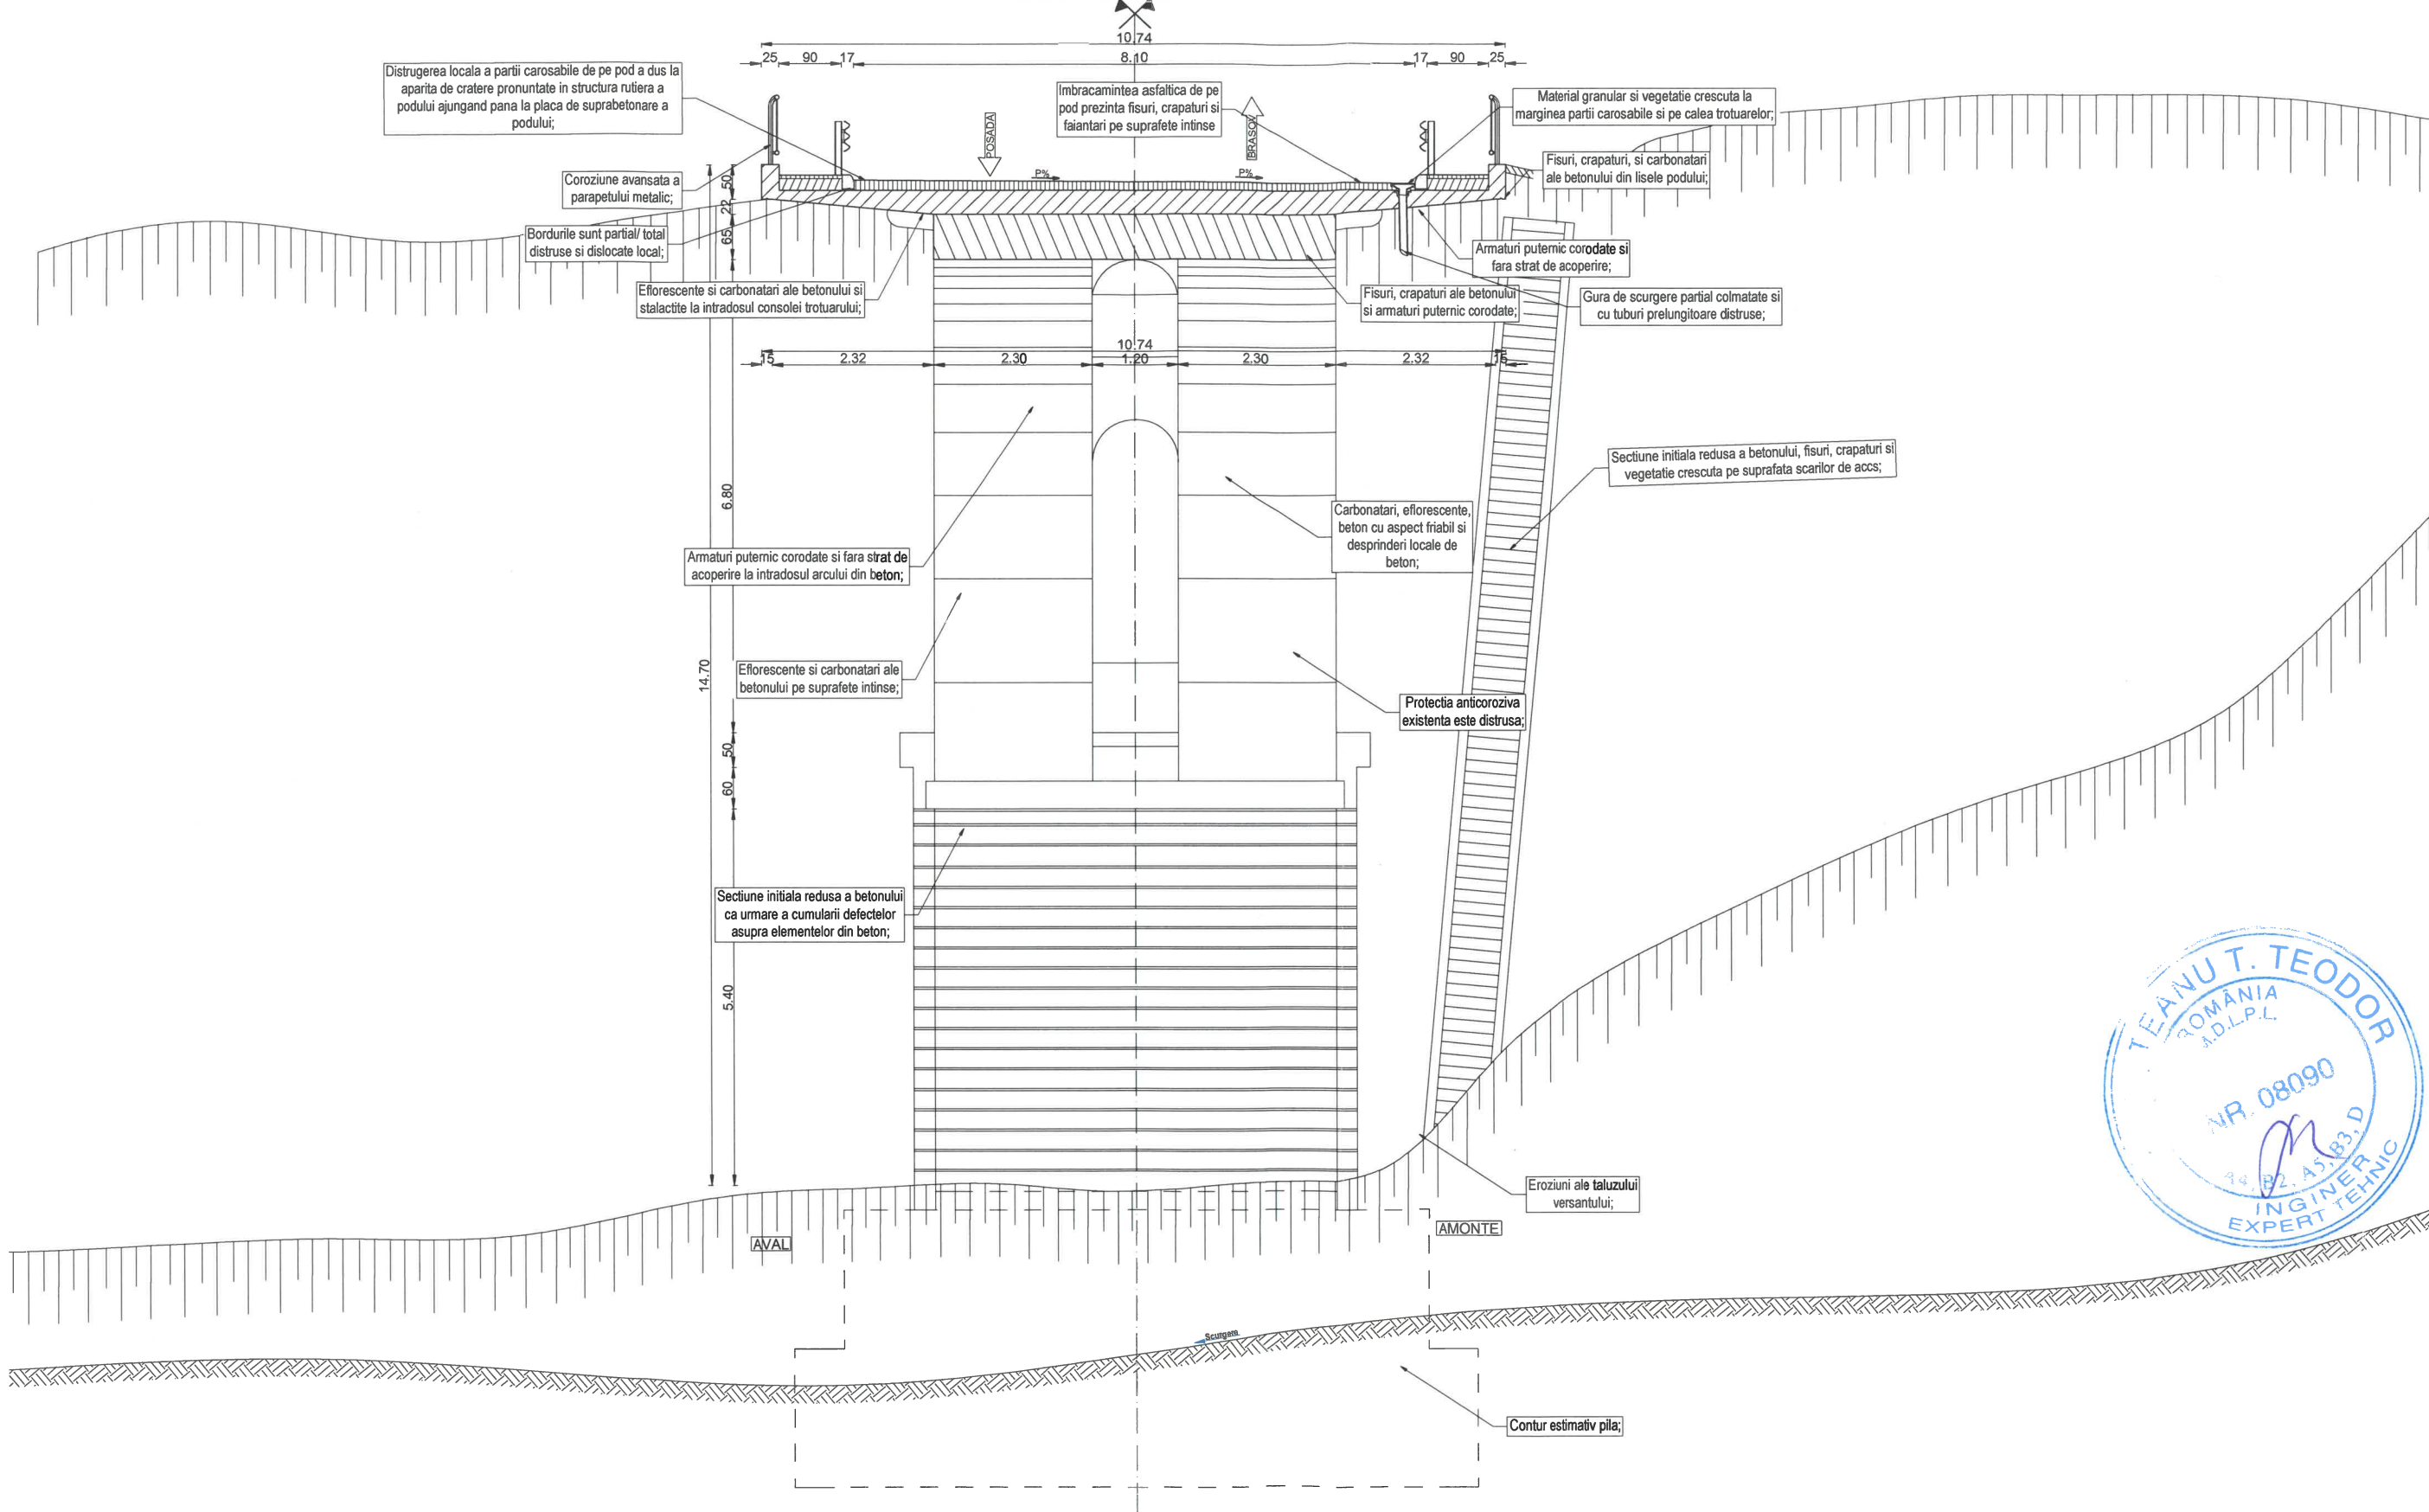 10.74
25 90 17 8.10 17 90 25
Distrugerea locala a partii carosabile de pe pod a dus la
aparita de cratere pronuntate in structura rutiera a
podului ajungand pana la placa de suprabetonare a
podului;
Imbracamintea asfaltica de pe
pod prezinta fisuri, crapaturi si
faiantari pe suprafete intinse
Material granular si vegetatie crescuta la
marginea partii carosabile si pe calea trotuarelor;
POSADA
BRASOV
P%
P%
Coroziune avansata a
parapetului metalic;
Fisuri, crapaturi, si carbonatari
ale betonului din lisele podului;
50
22
65
Bordurile sunt partial/ total
distruse si dislocate local;
Armaturi puternic corodate si
fara strat de acoperire;
Eflorescente si carbonatari ale betonului si
stalactite la intradosul consolei trotuarului;
Fisuri, crapaturi ale betonului
si armaturi puternic corodate;
Gura de scurgere partial colmatate si
cu tuburi prelungitoare distruse;
10.74
15 2.32 2.30 1.20 2.30 2.32 15
Sectiune initiala redusa a betonului, fisuri, crapaturi si
vegetatie crescuta pe suprafata scarilor de accs;
6.80
Carbonatari, eflorescente,
beton cu aspect friabil si
desprinderi locale de
beton;
Armaturi puternic corodate si fara strat de
acoperire la intradosul arcului din beton;
14.70
Eflorescente si carbonatari ale
betonului pe suprafete intinse;
Protectia anticoroziva
existenta este distrusa;
50
60
Sectiune initiala redusa a betonului
ca urmare a cumularii defectelor
asupra elementelor din beton;
5.40
Eroziuni ale taluzului
versantului;
AVAL
AMONTE
Scurgere
Contur estimativ pila;
TEANU T. TEODOR
ROMÂNIA
M.D.L.P.L.
NR. 08090
A4, B2, A5, B3, D
INGINER
EXPERT TEHNIC